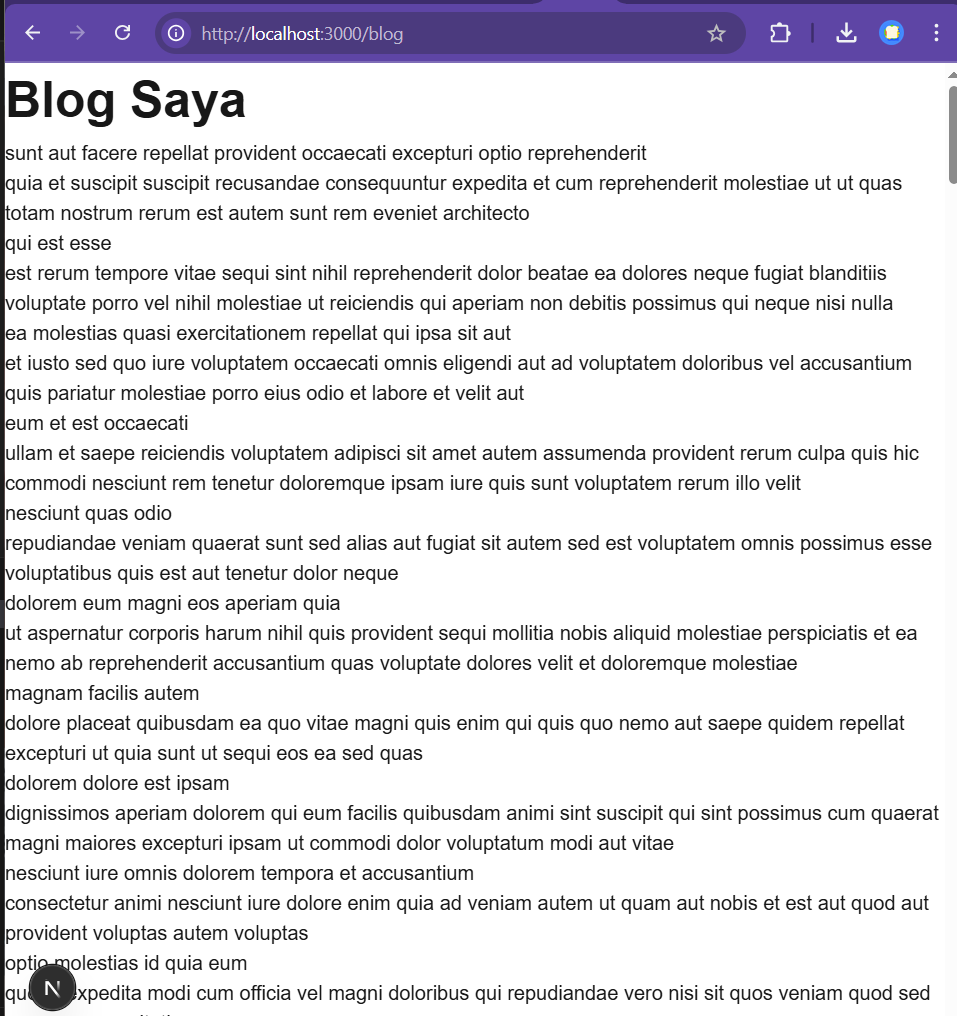 http://localhost:3000/blog
Blog Saya
sunt aut facere repellat provident occaecati excepturi optio reprehenderit
quia et suscipit suscipit recusandae consequuntur expedita et cum reprehenderit molestiae ut ut quas
totam nostrum rerum est autem sunt rem eveniet architecto
qui est esse
est rerum tempore vitae sequi sint nihil reprehenderit dolor beatae ea dolores neque fugiat blanditiis
voluptate porro vel nihil molestiae ut reiciendis qui aperiam non debitis possimus qui neque nisi nulla
ea molestias quasi exercitationem repellat qui ipsa sit aut
et iusto sed quo iure voluptatem occaecati omnis eligendi aut ad voluptatem doloribus vel accusantium
quis pariatur molestiae porro eius odio et labore et velit aut
eum et est occaecati
ullam et saepe reiciendis voluptatem adipisci sit amet autem assumenda provident rerum culpa quis hic
commodi nesciunt rem tenetur doloremque ipsam iure quis sunt voluptatem rerum illo velit
nesciunt quas odio
repudiandae veniam quaerat sunt sed alias aut fugiat sit autem sed est voluptatem omnis possimus esse
voluptatibus quis est aut tenetur dolor neque
dolorem eum magni eos aperiam quia
ut aspernatur corporis harum nihil quis provident sequi mollitia nobis aliquid molestiae perspiciatis et ea
nemo ab reprehenderit accusantium quas voluptate dolores velit et doloremque molestiae
magnam facilis autem
dolore placeat quibusdam ea quo vitae magni quis enim qui quis quo nemo aut saepe quidem repellat
excepturi ut quia sunt ut sequi eos ea sed quas
dolorem dolore est ipsam
dignissimos aperiam dolorem qui eum facilis quibusdam animi sint suscipit qui sint possimus cum quaerat
magni maiores excepturi ipsam ut commodi dolor voluptatum modi aut vitae
nesciunt iure omnis dolorem tempora et accusantium
consectetur animi nesciunt iure dolore enim quia ad veniam autem ut quam aut nobis et est aut quod aut
provident voluptas autem voluptas
optio molestias id quia eum
expedita modi cum officia vel magni doloribus qui repudiandae vero nisi sit quos veniam quod sed
N